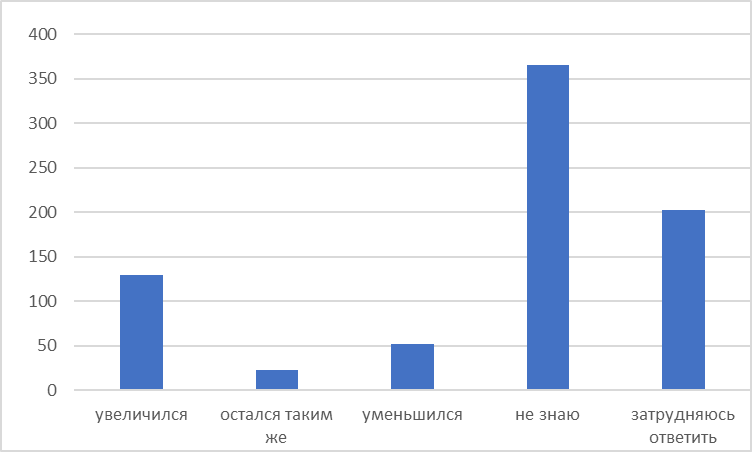 400
350
300
250
200
150
100
50
0
увеличился
остался таким
же
уменьшился
не знаю
затрудняюсь
ответить